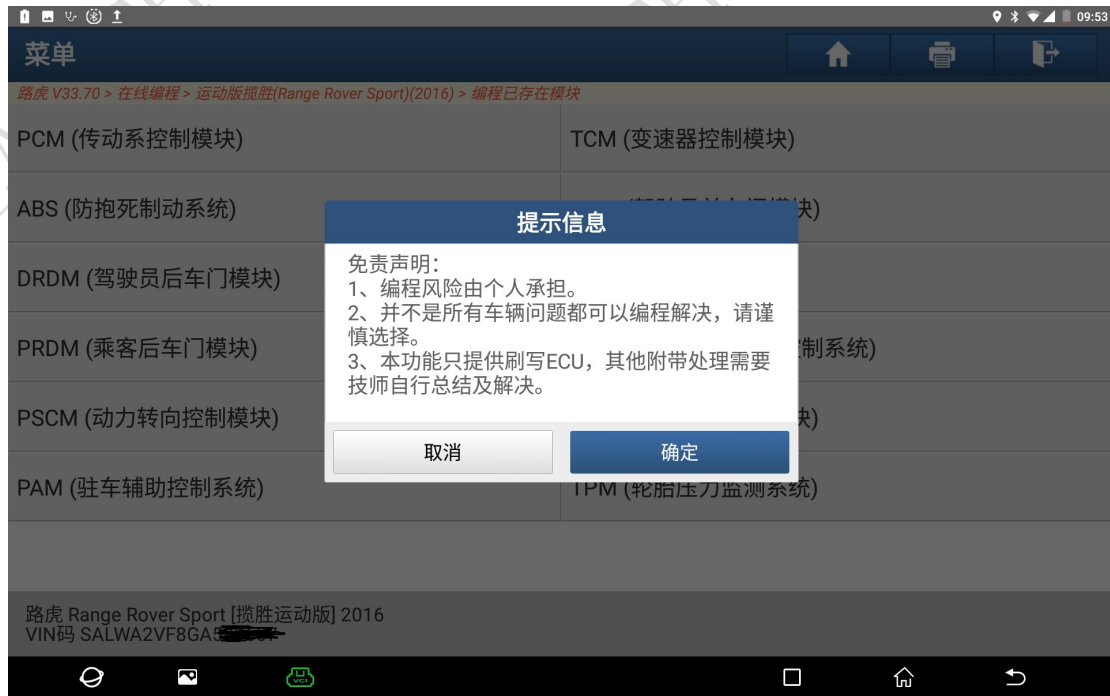 09:53
菜单
路虎 V33.70 > 在线编程 > 运动版揽胜(Range Rover Sport)(2016) > 编程已存在模块
PCM (传动系控制模块)
TCM (变速器控制模块)
ABS (防抱死制动系统)
块)
DRDM (驾驶员后车门模块)
PRDM (乘客后车门模块)
制系统)
PSCM (动力转向控制模块)
块)
PAM (驻车辅助控制系统)
TPM (轮胎压力监测系统)
提示信息
免责声明：
1、编程风险由个人承担。
2、并不是所有车辆问题都可以编程解决，请谨
慎选择。
3、本功能只提供刷写ECU，其他附带处理需要
技师自行总结及解决。
取消
确定
路虎 Range Rover Sport [揽胜运动版] 2016
VIN码 SALWA2VF8GA
VCI